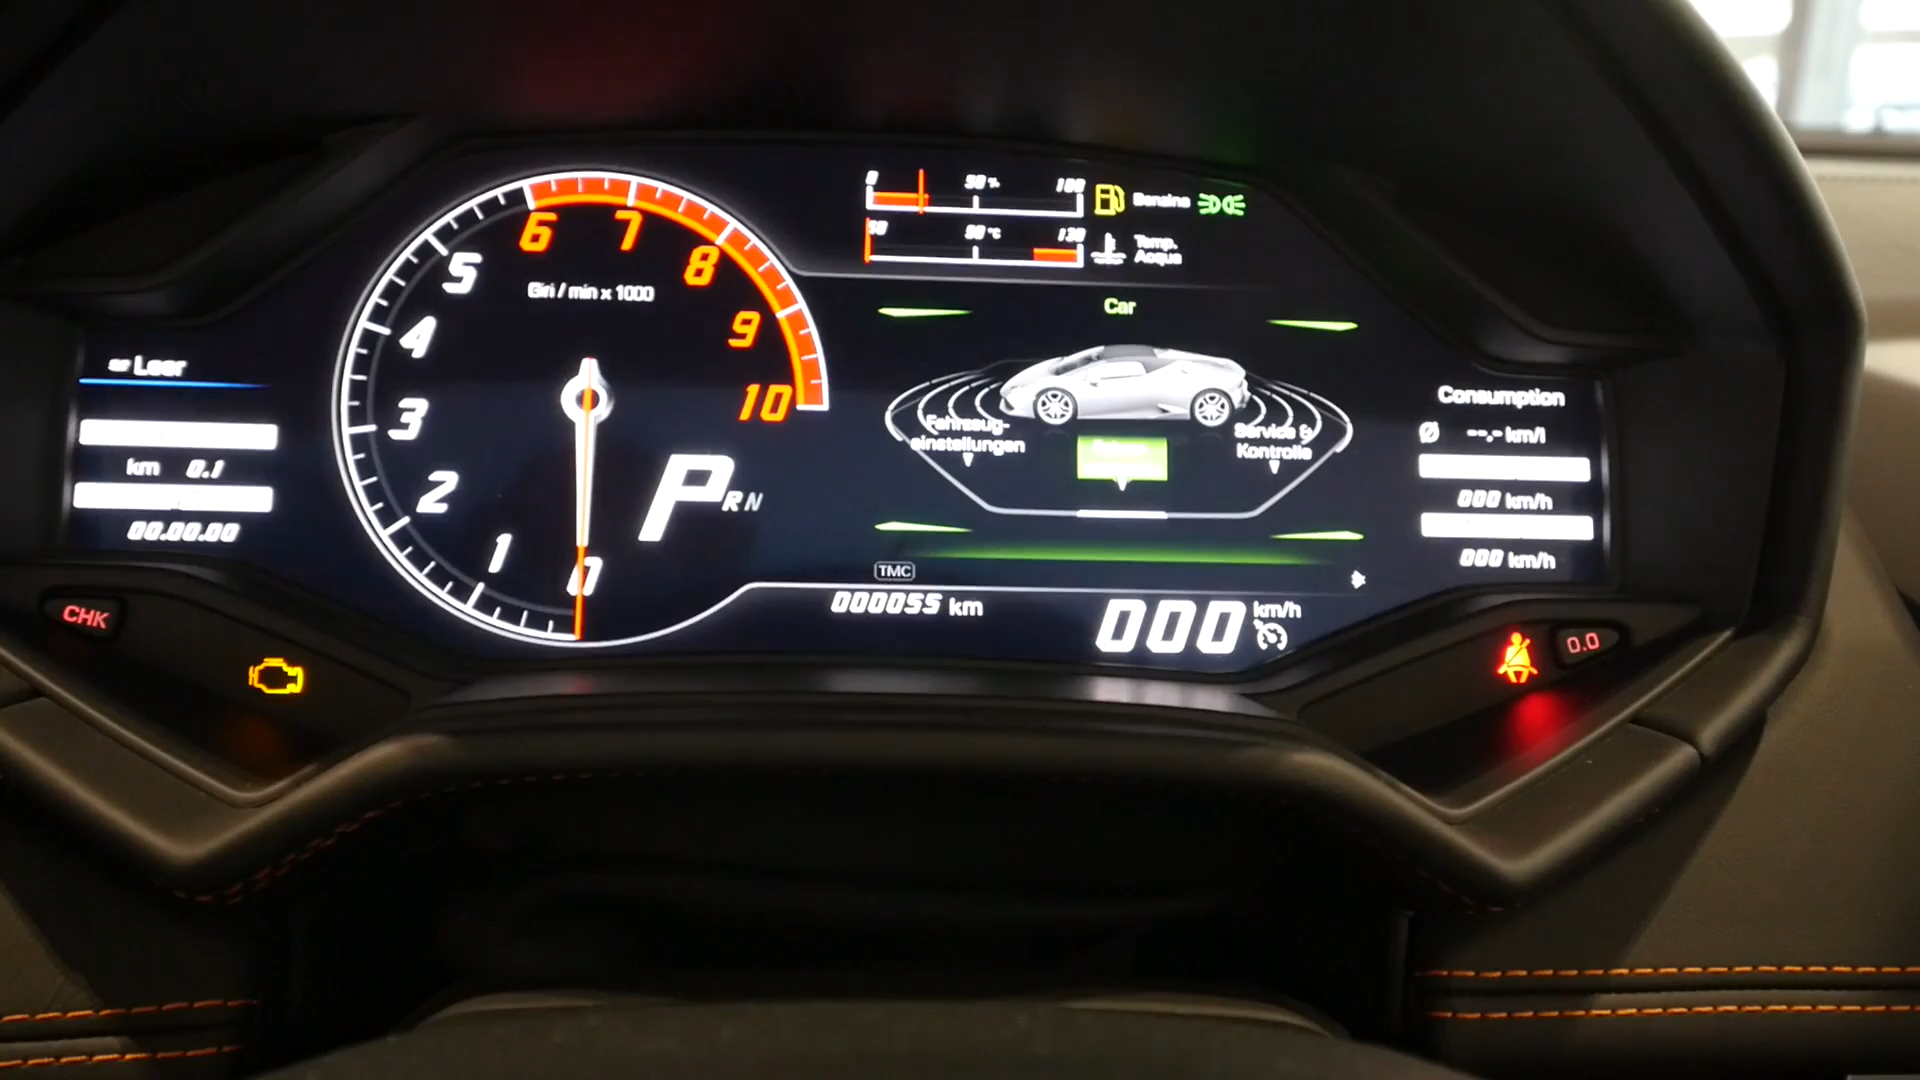 0 50 % 100
Benzina
50 90 °C 130
Temp.
Acqua
Car
Leer
km 0.1
00.00.00
Giri / min x 1000
0
1
2
3
4
5
6
7
8
9
10
P R N
Fahrzeug-
einstellungen
Service &
Kontrolle
Consumption
Ø --.- km/l
000 km/h
000 km/h
TMC
000055 km
000 km/h
CHK
0.0